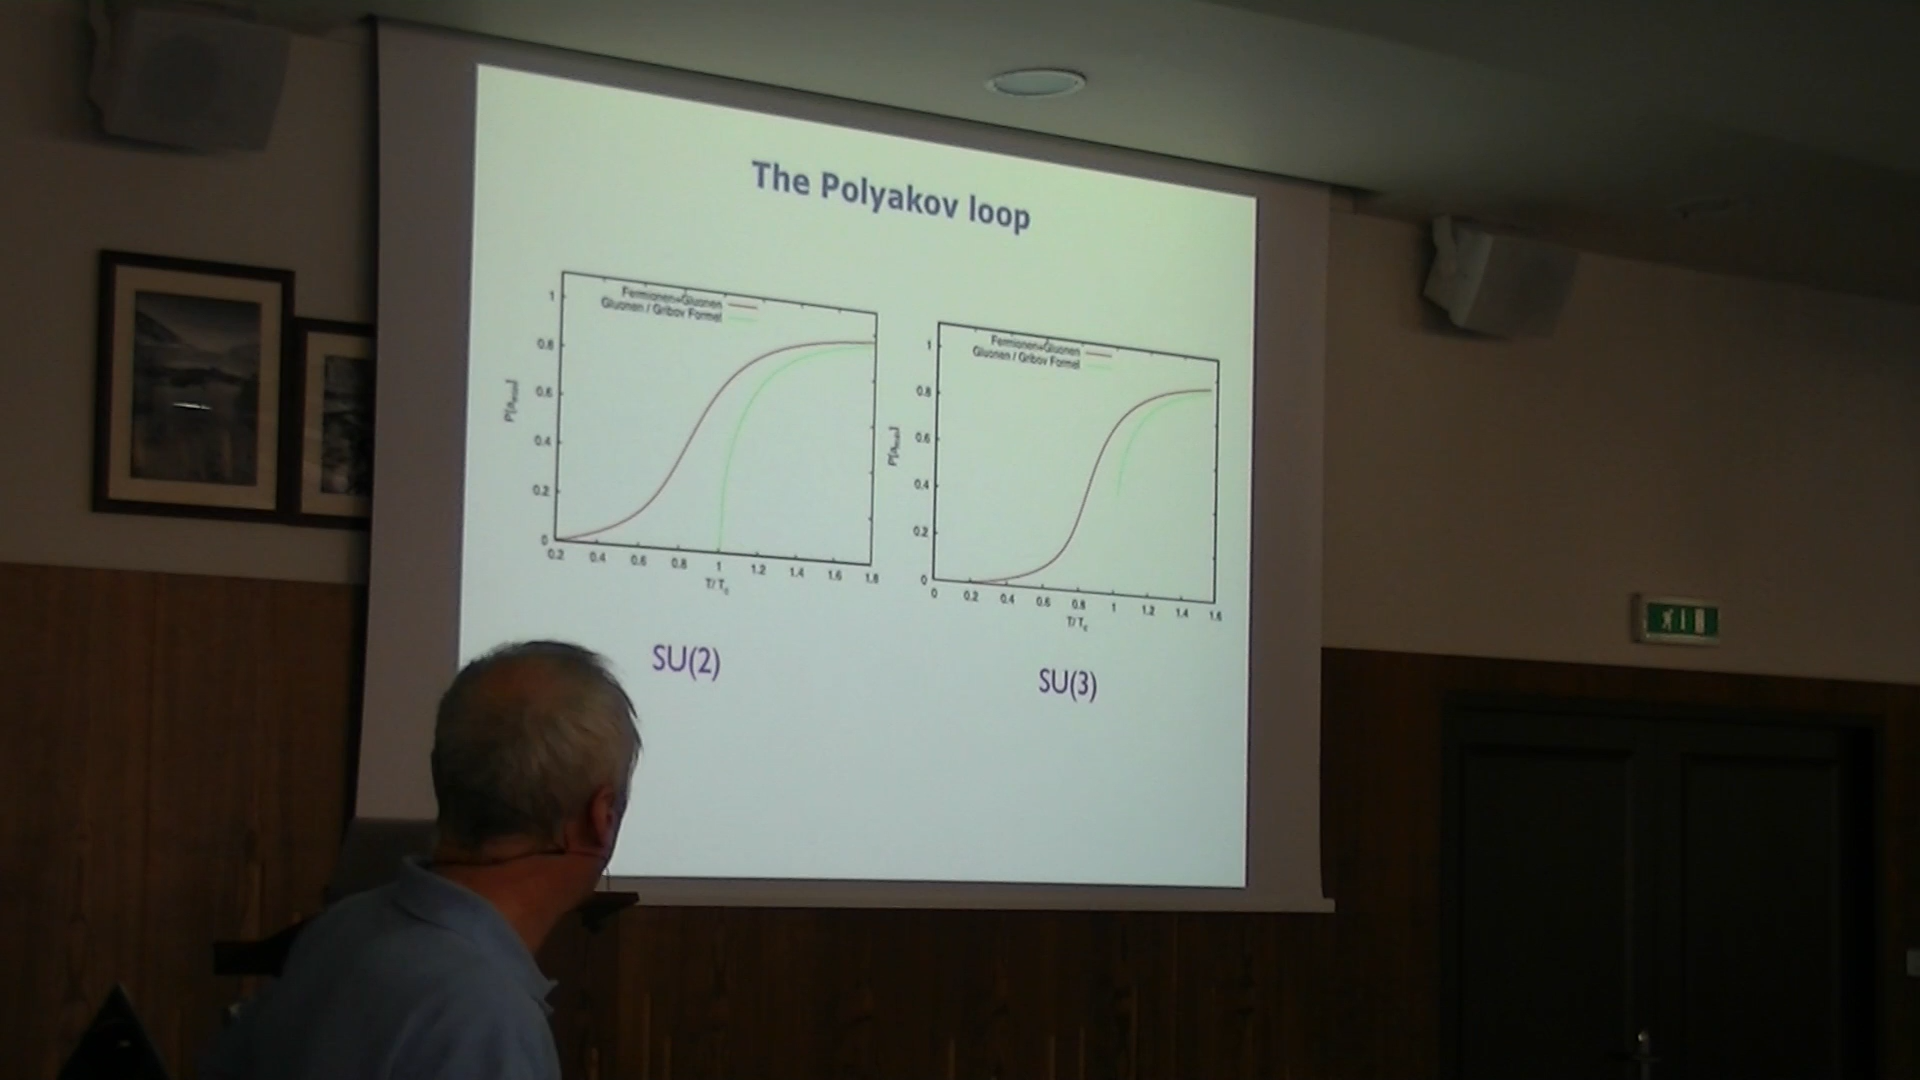 The Polyakov loop
Fermionen+Gluonen
Gluonen / Gribov Formel
1
0.8
0.6
0.4
0.2
0
0.2 0.4 0.6 0.8 1 1.2 1.4 1.6 1.8
T/Tc
SU(2)
Fermionen+Gluonen
Gluonen / Gribov Formel
1
0.8
0.6
0.4
0.2
0
0 0.2 0.4 0.6 0.8 1 1.2 1.4 1.6
T/Tc
SU(3)